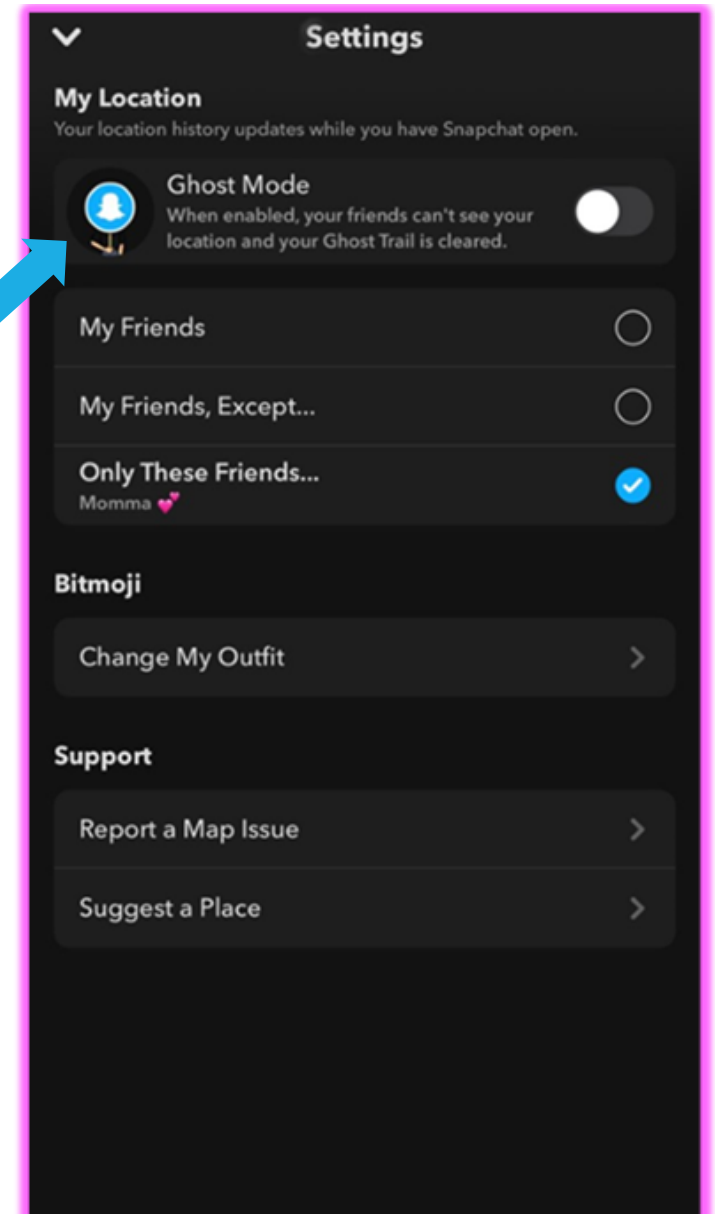 Settings
My Location
Your location history updates while you have Snapchat open.
Ghost Mode
When enabled, your friends can't see your
location and your Ghost Trail is cleared.
My Friends
My Friends, Except...
Only These Friends...
Momma 💕
Bitmoji
Change My Outfit
Support
Report a Map Issue
Suggest a Place